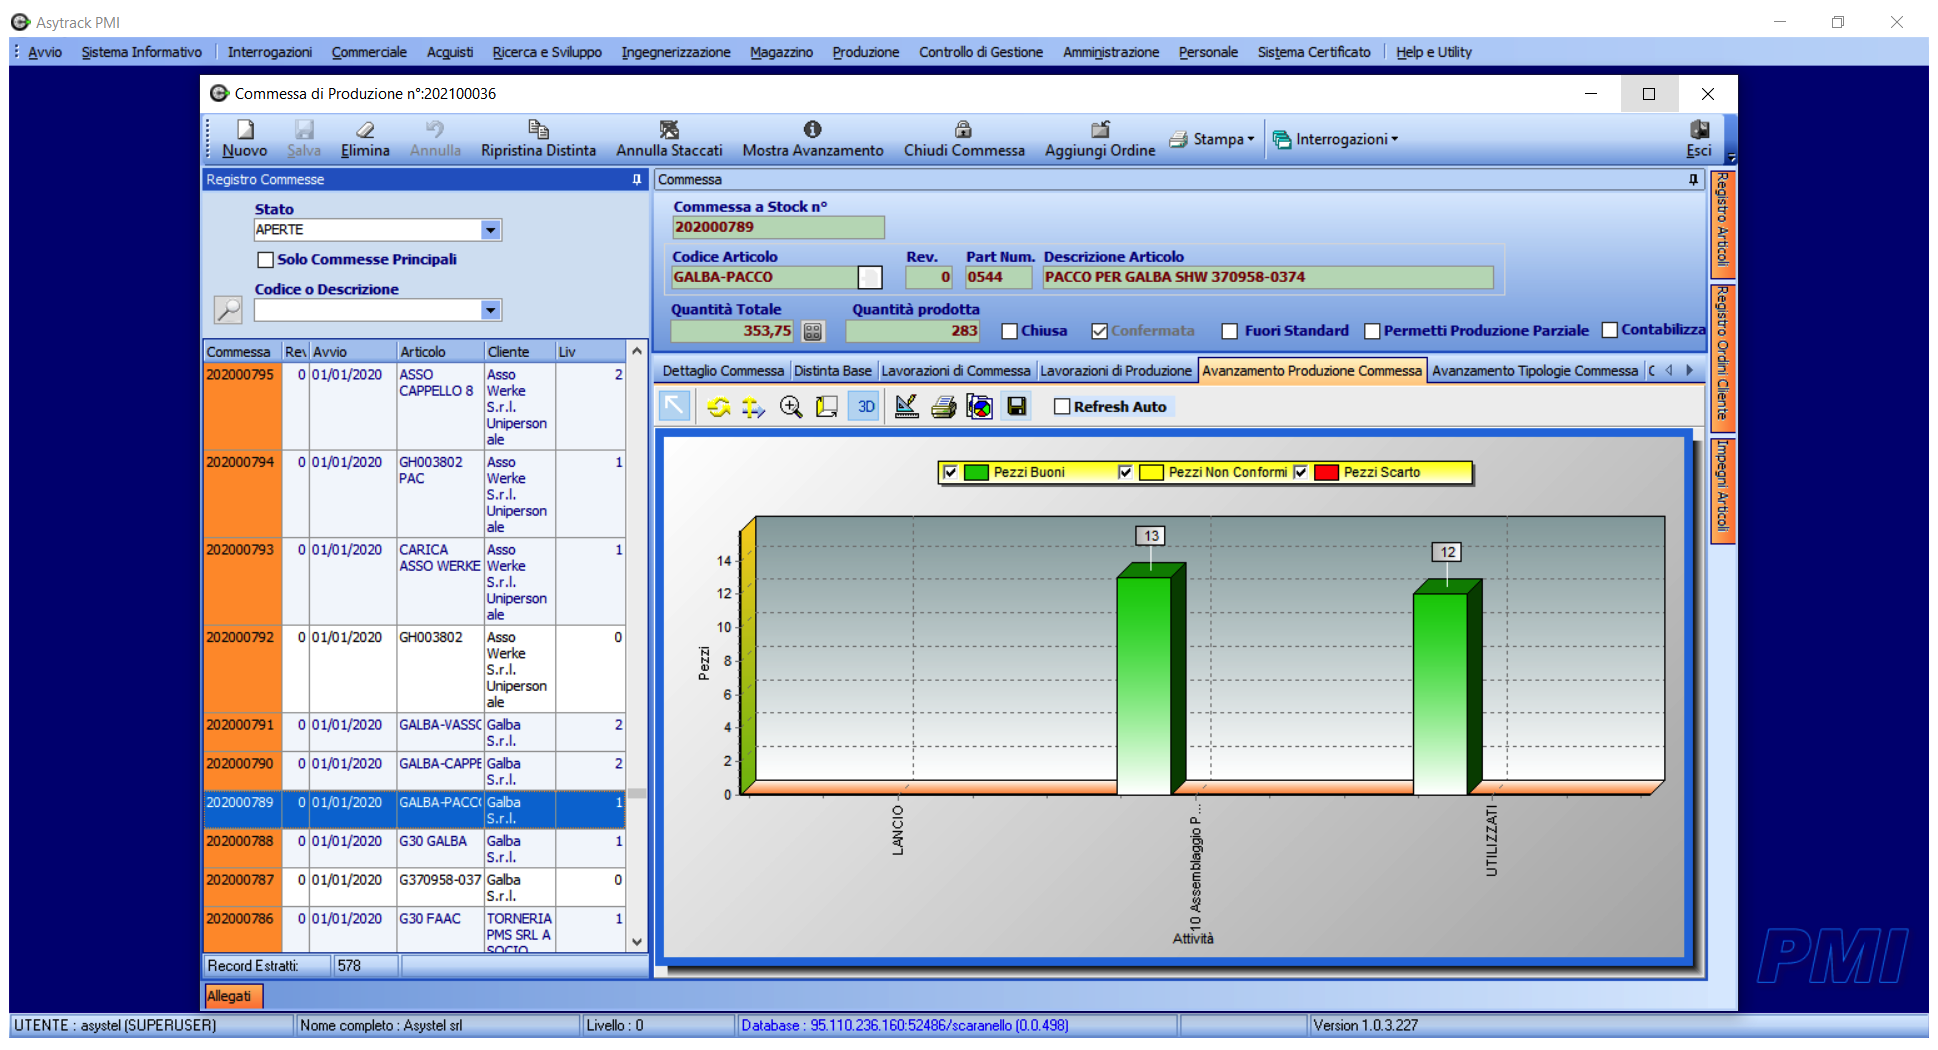 Asytrack PMI
Avvio Sistema Informativo Interrogazioni Commerciale Acquisti Ricerca e Sviluppo Ingegnerizzazione Magazzino Produzione Controllo di Gestione Amministrazione Personale Sistema Certificato Help e Utility
Commessa di Produzione n°:202100036
Nuovo Salva Elimina Annulla Ripristina Distinta Annulla Staccati Mostra Avanzamento Chiudi Commessa Aggiungi Ordine Stampa Interrogazioni Esci
Registro Commesse
Stato
APERTE
Solo Commesse Principali
Codice o Descrizione
Commessa Rev Avvio Articolo Cliente Liv
202000795 0 01/01/2020 ASSO CAPPELLO 8 Asso Werke S.r.l. Unipersonale 2
202000794 0 01/01/2020 GH003802 PAC Asso Werke S.r.l. Unipersonale 1
202000793 0 01/01/2020 CARICA ASSO WERKE Asso Werke S.r.l. Unipersonale 1
202000792 0 01/01/2020 GH003802 Asso Werke S.r.l. Unipersonale 0
202000791 0 01/01/2020 GALBA-VASSC Galba S.r.l. 2
202000790 0 01/01/2020 GALBA-CAPPE Galba S.r.l. 2
202000789 0 01/01/2020 GALBA-PACC Galba S.r.l. 1
202000788 0 01/01/2020 G30 GALBA Galba S.r.l. 1
202000787 0 01/01/2020 G370958-037 Galba S.r.l. 0
202000786 0 01/01/2020 G30 FAAC TORNERIA PMS SRL A SOCIO 1
Record Estratti: 578
Allegati
Commessa
Commessa a Stock n°
202000789
Codice Articolo Rev. Part Num. Descrizione Articolo
GALBA-PACCO 0 0544 PACCO PER GALBA SHW 370958-0374
Quantità Totale Quantità prodotta
353,75 283 Chiusa Confermata Fuori Standard Permetti Produzione Parziale Contabilizza
Dettaglio Commessa Distinta Base Lavorazioni di Commessa Lavorazioni di Produzione Avanzamento Produzione Commessa Avanzamento Tipologie Commessa
3D Refresh Auto
Pezzi Buoni Pezzi Non Conformi Pezzi Scarto
13
12
14
12
10
8
6
4
2
0
Pezzi
LANCIO
10 Assemblaggio P...
UTILIZZATI
Attività
Registro Articoli
Registro Ordini Cliente
Impegni Articoli
PMI
UTENTE : asystel (SUPERUSER) Nome completo : Asystel srl Livello : 0 Database : 95.110.236.160:52486/scaranello (0.0.498) Version 1.0.3.227